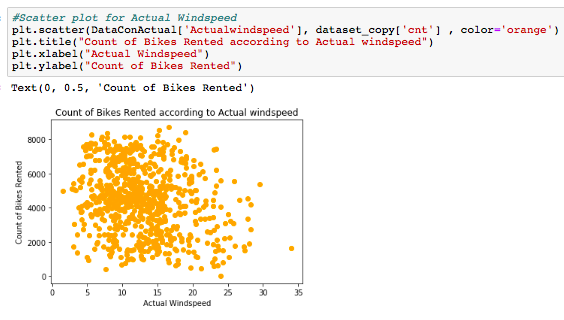 #Scatter plot for Actual Windspeed
plt.scatter(DataConActual['Actualwindspeed'], dataset_copy['cnt'] , color='orange')
plt.title("Count of Bikes Rented according to Actual windspeed")
plt.xlabel("Actual Windspeed")
plt.ylabel("Count of Bikes Rented")
Text(0, 0.5, 'Count of Bikes Rented')
Count of Bikes Rented according to Actual windspeed
Count of Bikes Rented
8000
6000
4000
2000
0
0 5 10 15 20 25 30 35
Actual Windspeed